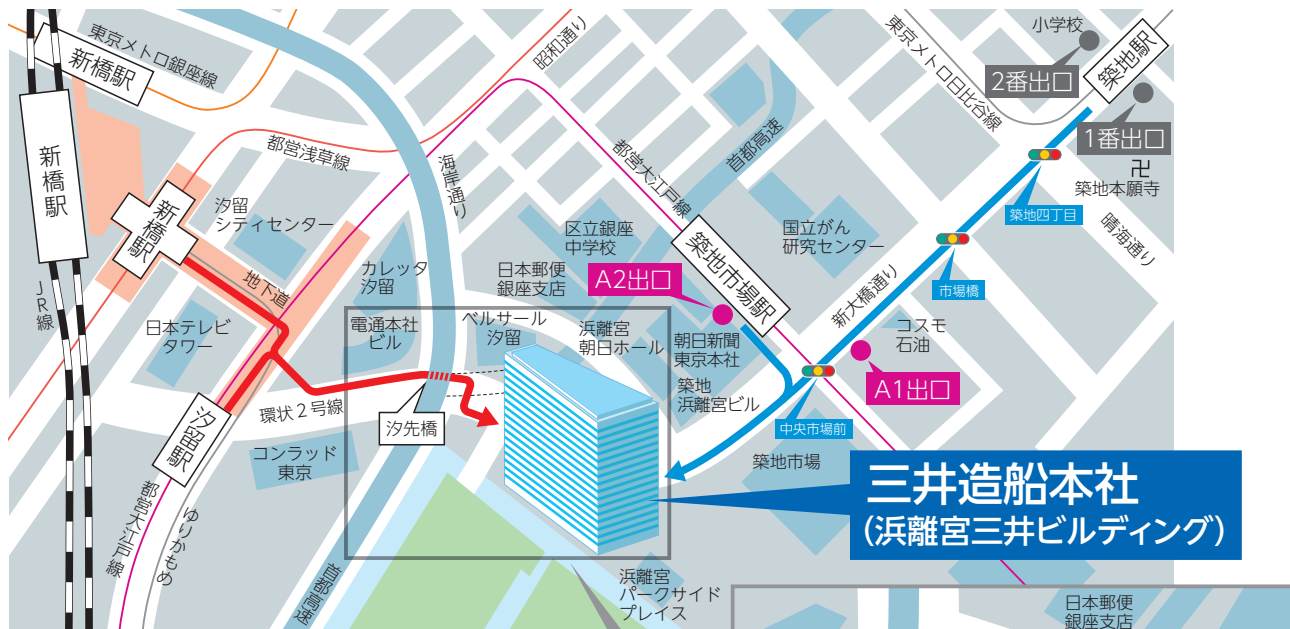 東京メトロ銀座線
新橋駅
昭和通り
小学校
2番出口
築地駅
東京メトロ日比谷線
1番出口
卍
築地本願寺
築地四丁目
晴海通り
新橋駅
都営浅草線
海岸通り
首都高速
都営大江戸線
新橋駅
汐留
シティセンター
区立銀座
中学校
国立がん
研究センター
築地市場駅
A2出口
市場橋
新大橋通り
地下道
カレッタ
汐留
日本郵便
銀座支店
JR線
日本テレビ
タワー
電通本社
ビル
ベルサール
汐留
浜離宮
朝日ホール
朝日新聞
東京本社
コスモ
石油
A1出口
築地
浜離宮ビル
環状2号線
汐先橋
中央市場前
汐留駅
コンラッド
東京
築地市場
三井造船本社
(浜離宮三井ビルディング)
都営大江戸線
ゆりかもめ
首都高速
浜離宮
パークサイド
プレイス
日本郵便
銀座支店